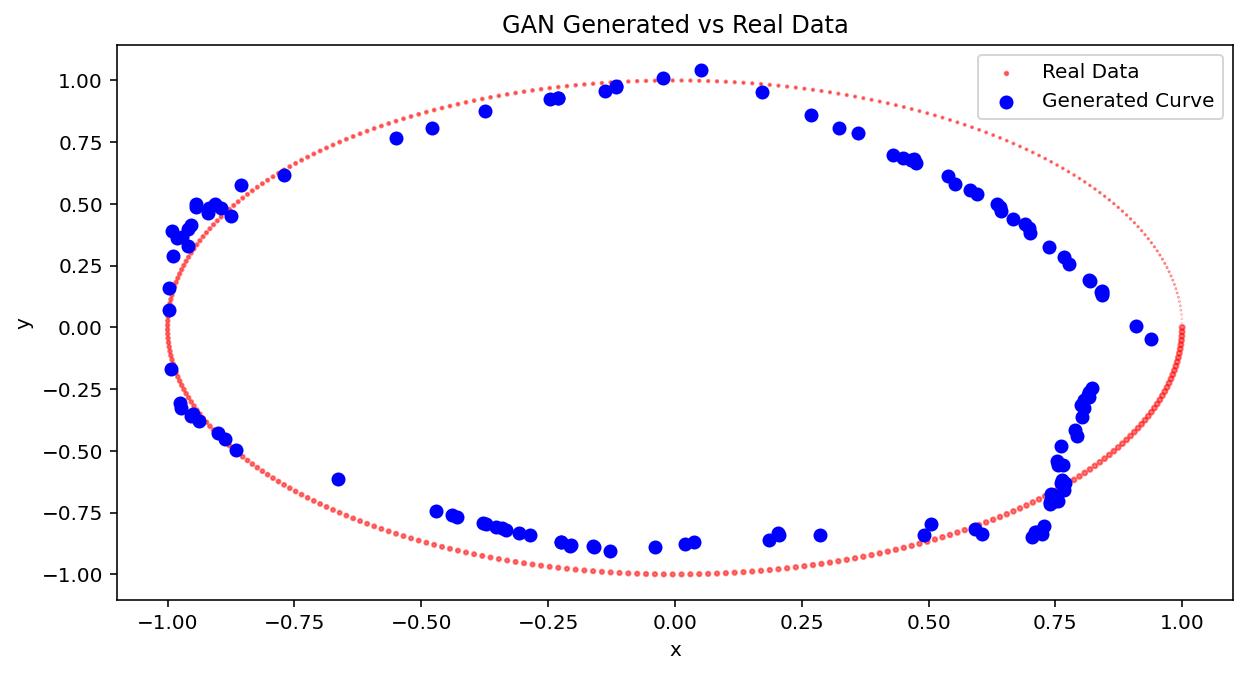 GAN Generated vs Real Data
Real Data
Generated Curve
1.00
0.75
0.50
0.25
0.00
−0.25
−0.50
−0.75
−1.00
y
−1.00 −0.75 −0.50 −0.25 0.00 0.25 0.50 0.75 1.00
x